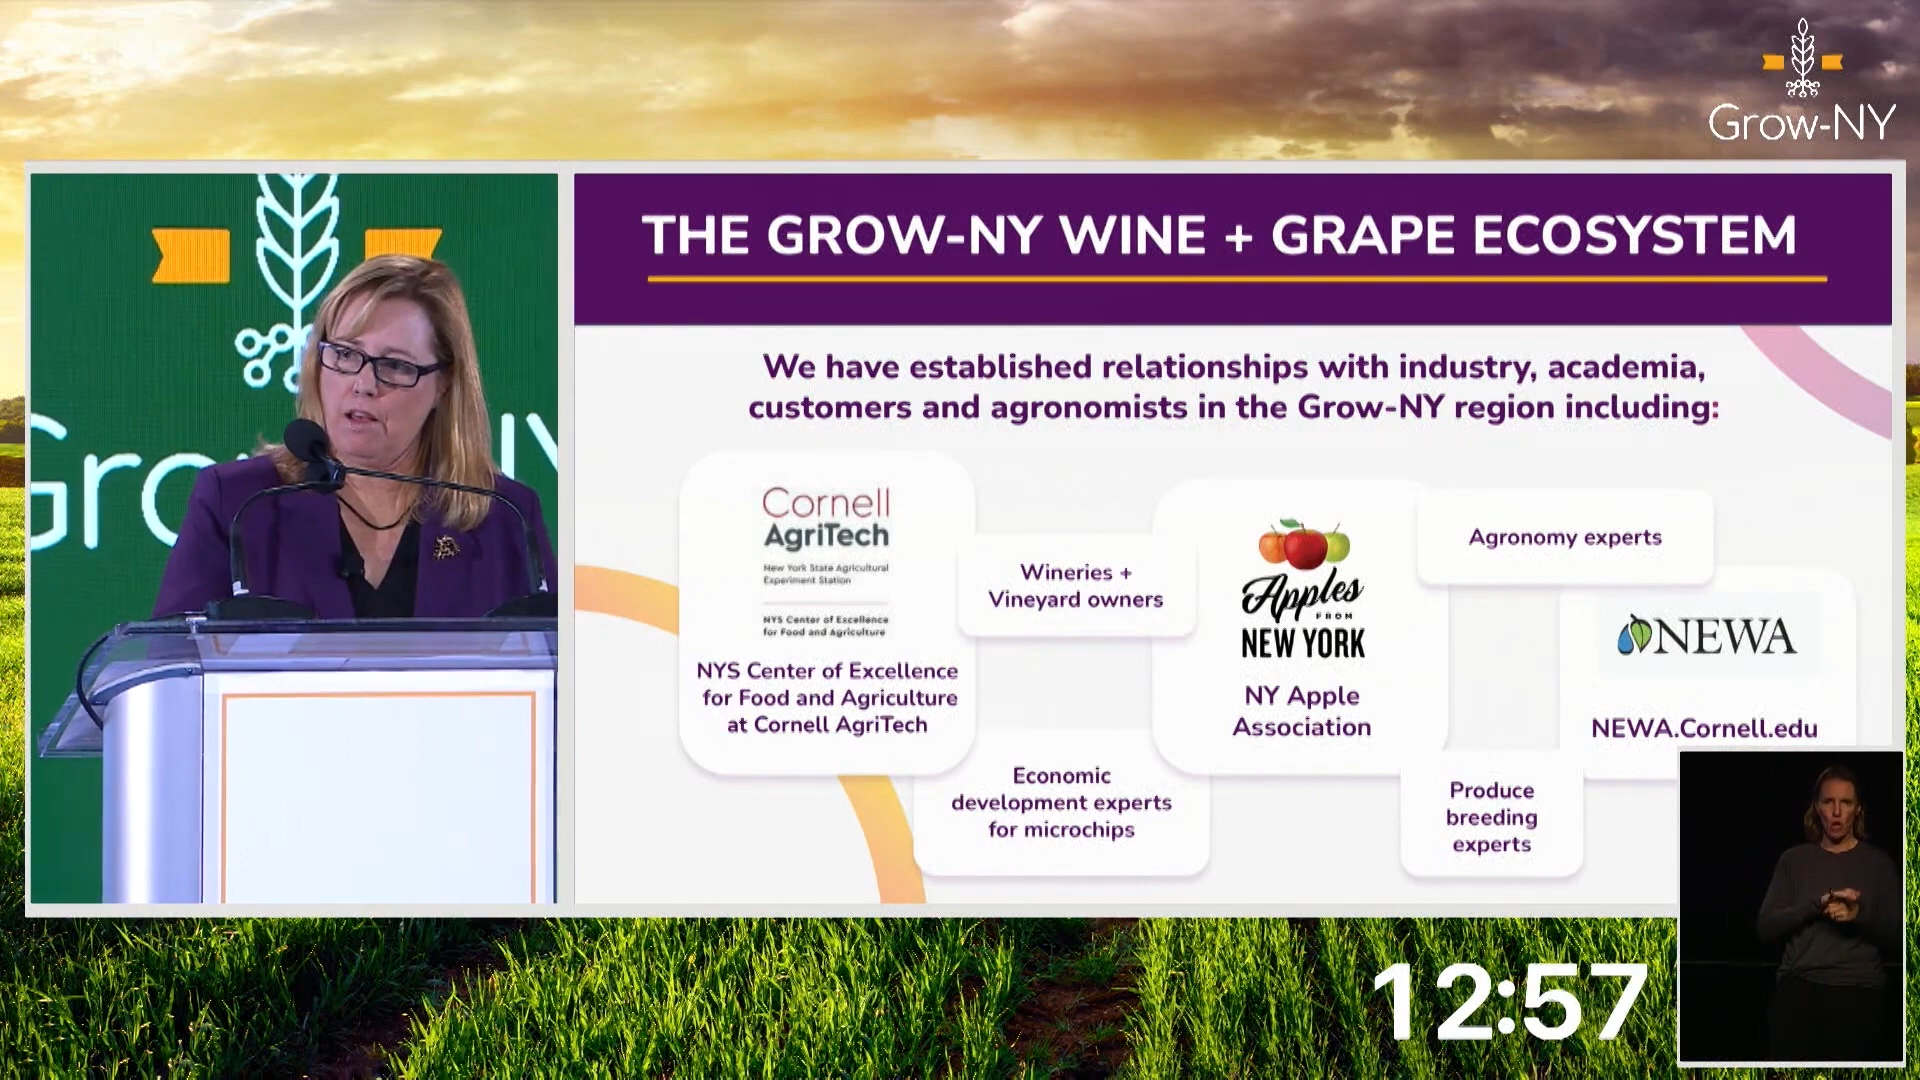 Grow-NY
Gro
NY
THE GROW-NY WINE + GRAPE ECOSYSTEM
We have established relationships with industry, academia,
customers and agronomists in the Grow-NY region including:
Cornell
AgriTech
New York State Agricultural
Experiment Station
NYS Center of Excellence
for Food and Agriculture
NYS Center of Excellence
for Food and Agriculture
at Cornell AgriTech
Wineries +
Vineyard owners
Economic
development experts
for microchips
Apples
FROM
NEW YORK
NY Apple
Association
Agronomy experts
NEWA
NEWA.Cornell.edu
Produce
breeding
experts
12:57